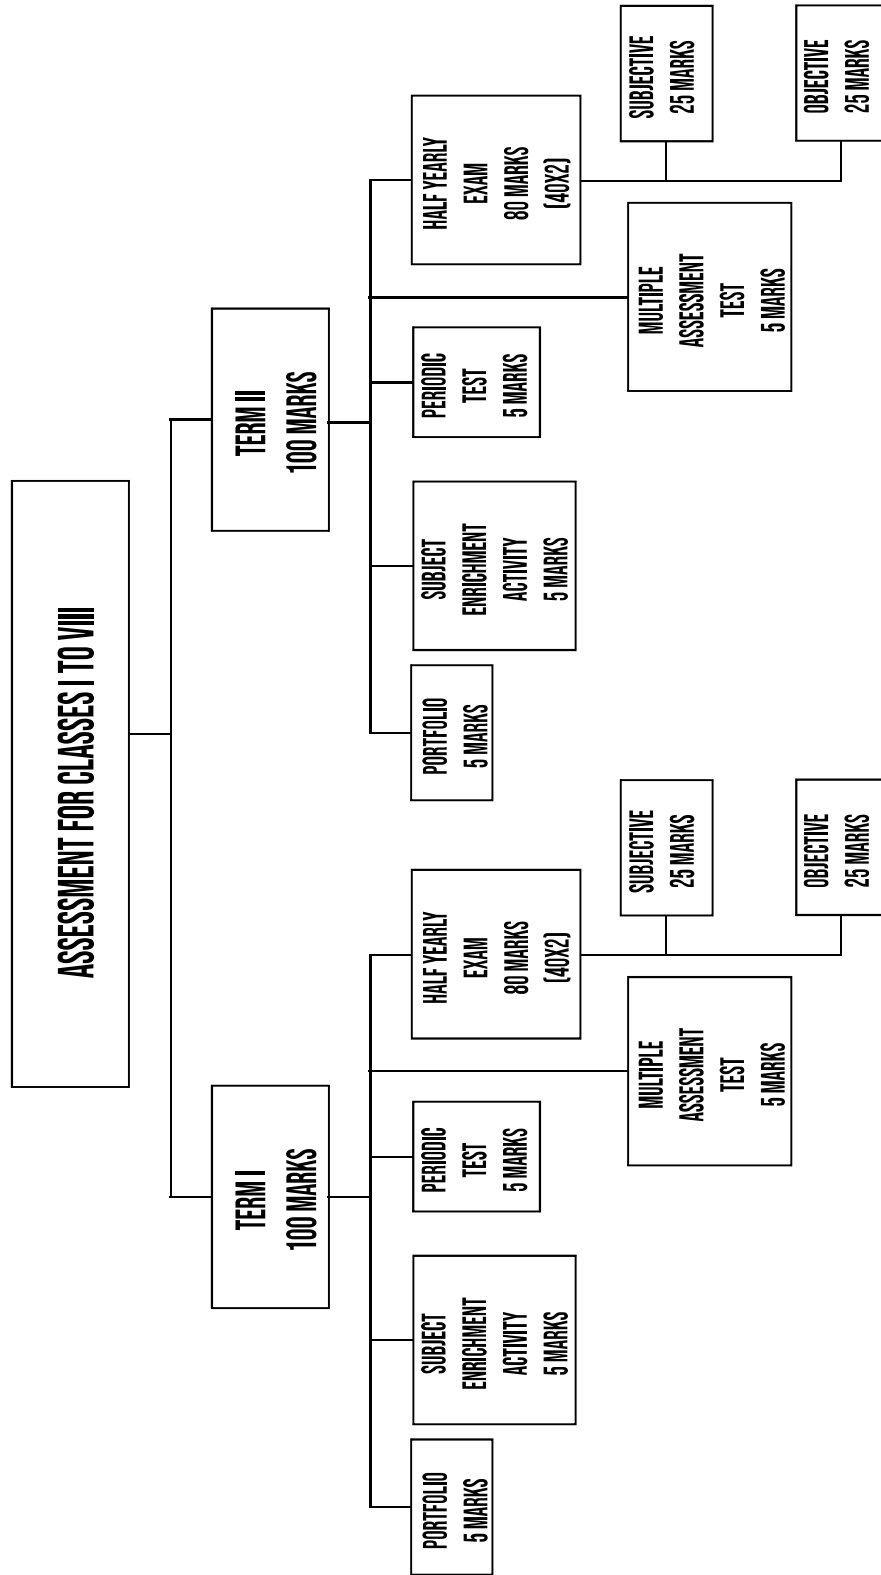 ASSESSMENT FOR CLASSES I TO VIII
TERM I
100 MARKS
TERM II
100 MARKS
PORTFOLIO
5 MARKS
SUBJECT
ENRICHMENT
ACTIVITY
5 MARKS
PERIODIC
TEST
5 MARKS
HALF YEARLY
EXAM
80 MARKS
(40X2)
PORTFOLIO
5 MARKS
SUBJECT
ENRICHMENT
ACTIVITY
5 MARKS
PERIODIC
TEST
5 MARKS
HALF YEARLY
EXAM
80 MARKS
(40X2)
MULTIPLE
ASSESSMENT
TEST
5 MARKS
SUBJECTIVE
25 MARKS
MULTIPLE
ASSESSMENT
TEST
5 MARKS
SUBJECTIVE
25 MARKS
OBJECTIVE
25 MARKS
OBJECTIVE
25 MARKS